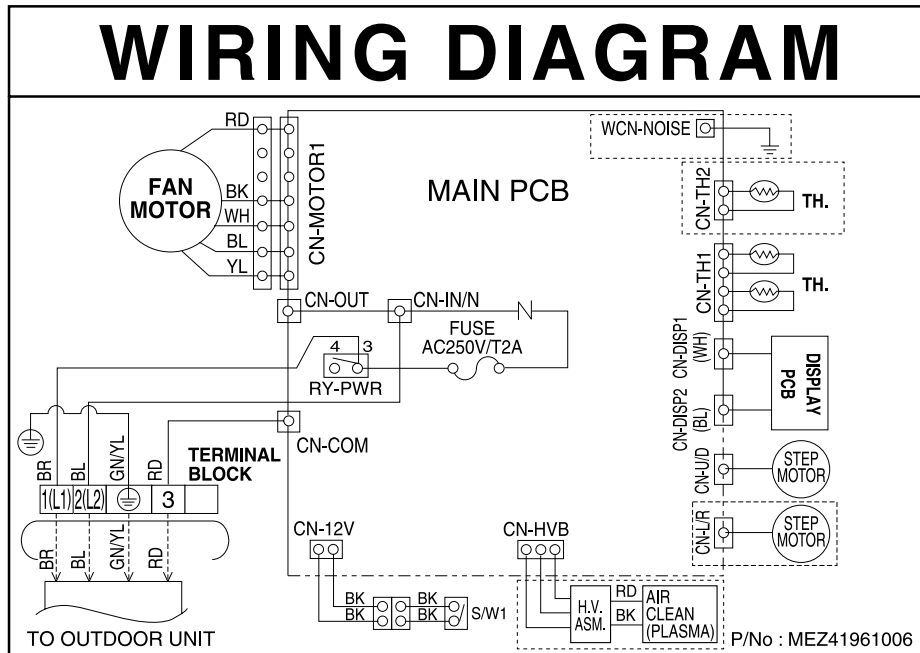 WIRING DIAGRAM
RD
BK
WH
BL
YL
FAN
MOTOR
CN-MOTOR1
MAIN PCB
WCN-NOISE
CN-TH2
TH.
CN-TH1
TH.
CN-OUT
CN-IN/N
N
FUSE
AC250V/T2A
4 3
RY-PWR
CN-DISP1
(WH)
DISPLAY
PCB
CN-DISP2
(BL)
CN-COM
CN-U/D
STEP
MOTOR
CN-L/R
STEP
MOTOR
BR
BL
GN/YL
RD
TERMINAL
BLOCK
1(L1)
2(L2)
3
BR
BL
GN/YL
RD
TO OUTDOOR UNIT
CN-12V
BK
BK
BK
BK
S/W1
CN-HVB
H.V.
ASM.
RD
BK
AIR
CLEAN
(PLASMA)
P/No : MEZ41961006